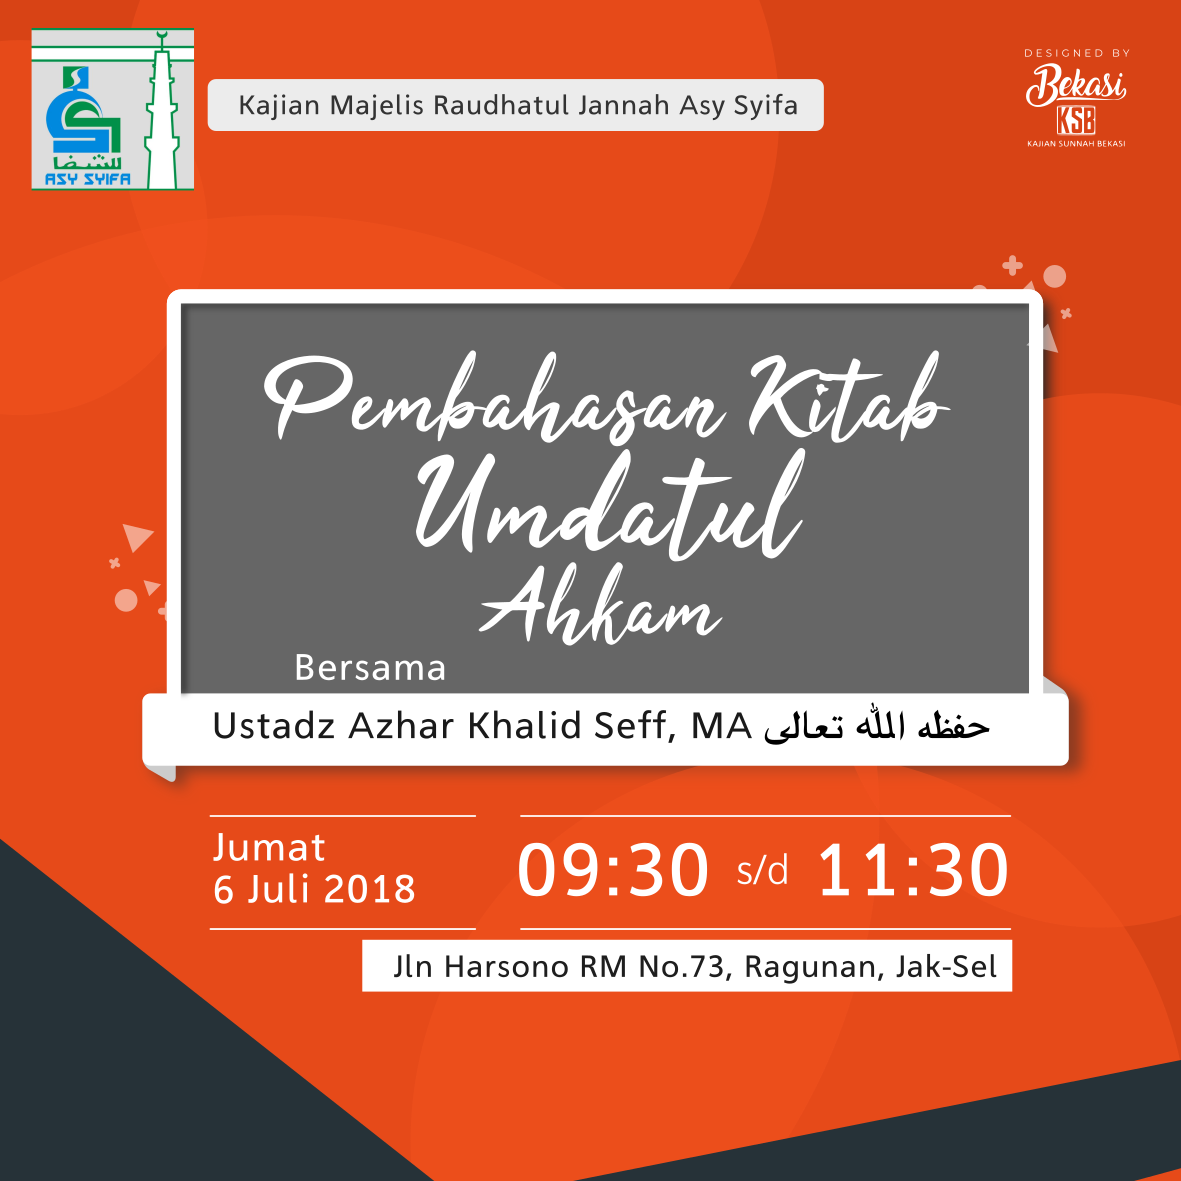 Kajian Majelis Raudhatul Jannah Asy Syifa
للشفا
ASY SYIFA
DESIGNED BY
Bekasi
KSB
KAJIAN SUNNAH BEKASI
Pembahasan Kitab
Umdatul
Ahkam
Bersama
Ustadz Azhar Khalid Seff, MA حفظه الله تعالى
Jumat
6 Juli 2018
09:30 s/d 11:30
Jln Harsono RM No.73, Ragunan, Jak-Sel